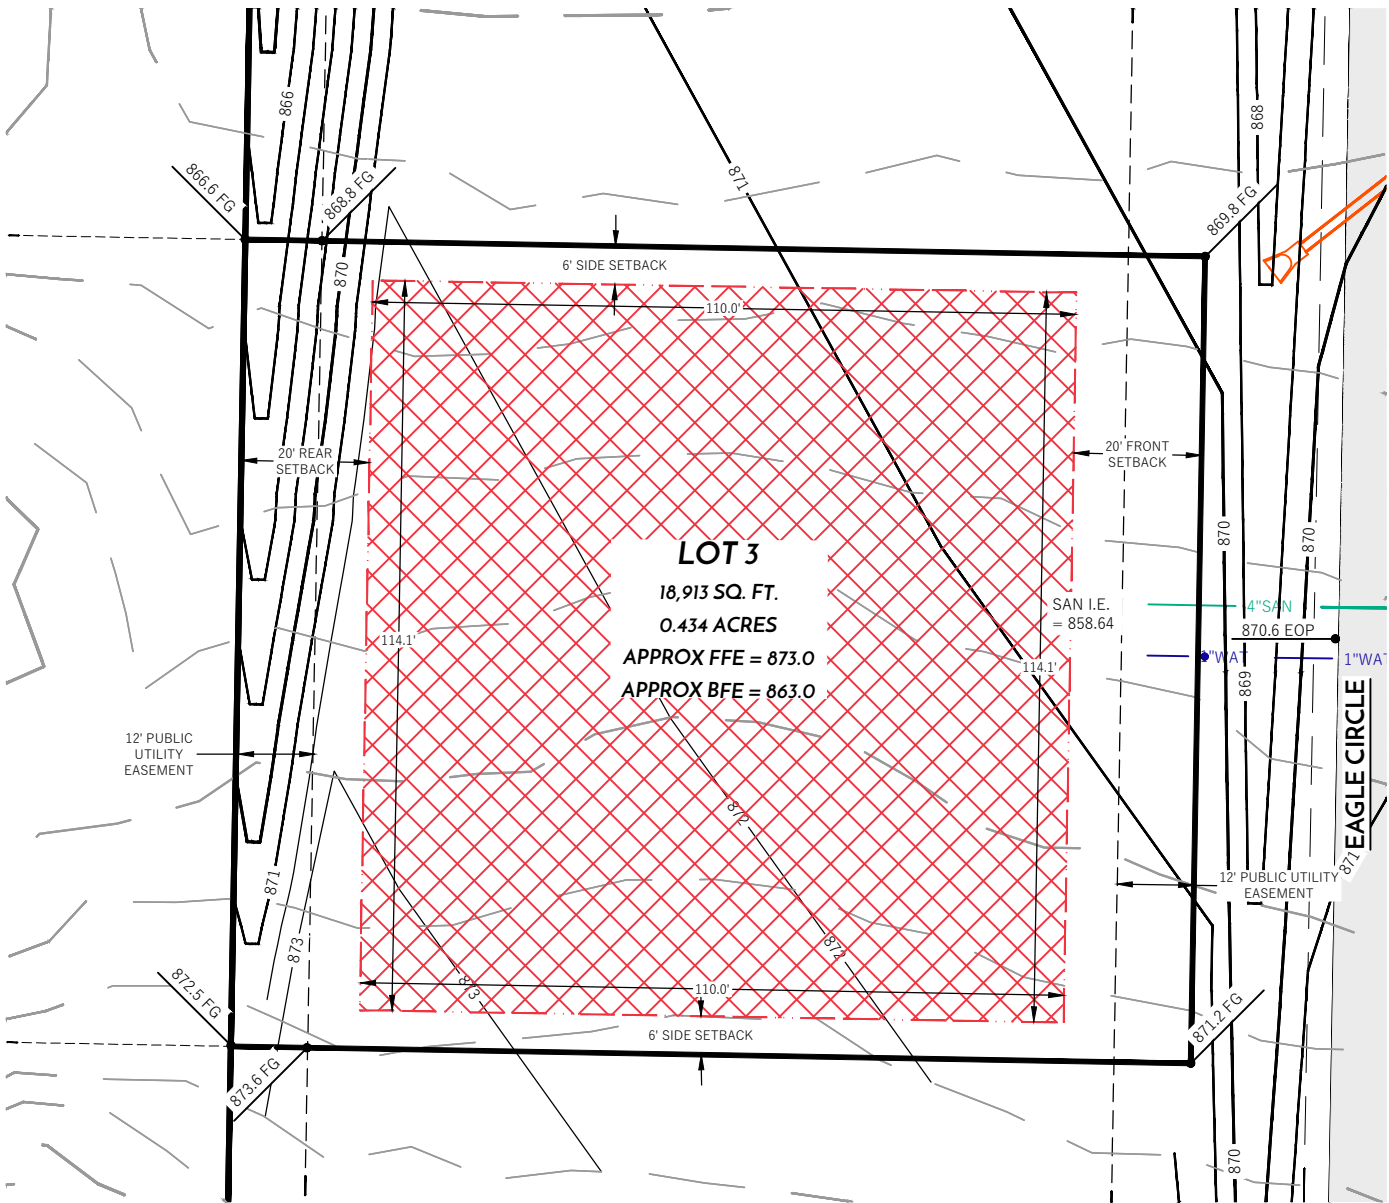 866
868
871
866.6 FG
868.8 FG
869.8 FG
870
6' SIDE SETBACK
110.0'
20' REAR
SETBACK
20' FRONT
SETBACK
870
870
LOT 3
18,913 SQ. FT.
0.434 ACRES
APPROX FFE = 873.0
APPROX BFE = 863.0
114.1'
114.1'
SAN I.E.
= 858.64
4"SAN
870.6 EOP
1"WAT
1"WAT
869
EAGLE CIRCLE
12' PUBLIC
UTILITY
EASEMENT
872
871
871
12' PUBLIC UTILITY
EASEMENT
873
872
873
872.5 FG
110.0'
871.2 FG
6' SIDE SETBACK
873.6 FG
870